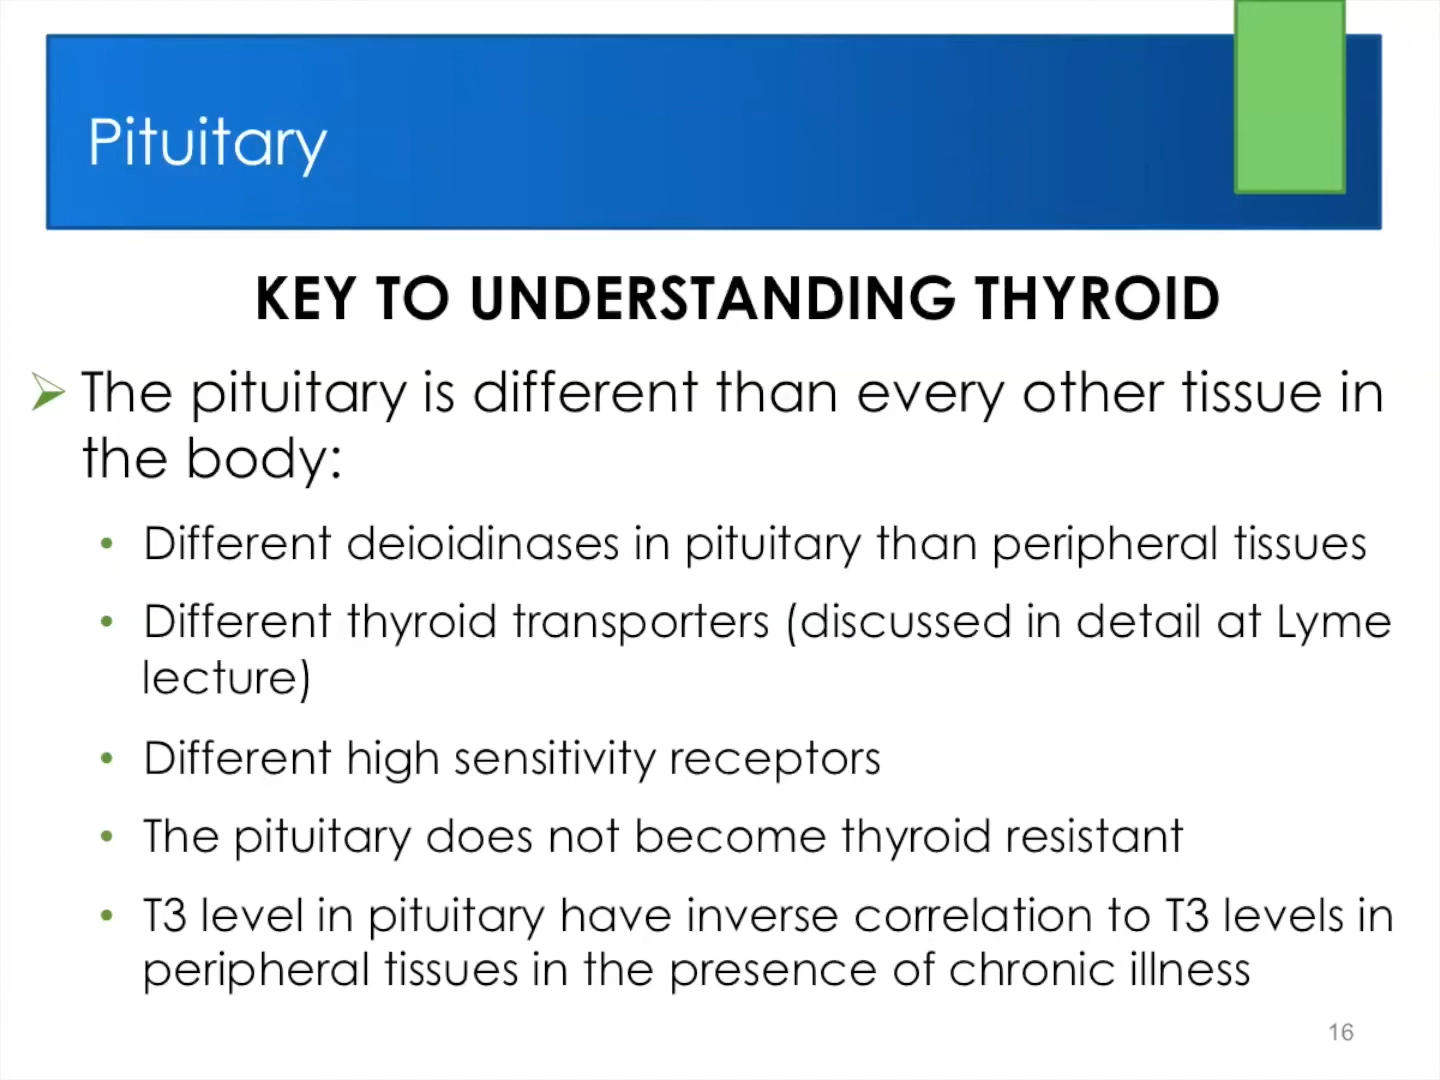 Pituitary
KEY TO UNDERSTANDING THYROID
➢ The pituitary is different than every other tissue in
the body:
• Different deioidinases in pituitary than peripheral tissues
• Different thyroid transporters (discussed in detail at Lyme
lecture)
• Different high sensitivity receptors
• The pituitary does not become thyroid resistant
• T3 level in pituitary have inverse correlation to T3 levels in
peripheral tissues in the presence of chronic illness
16